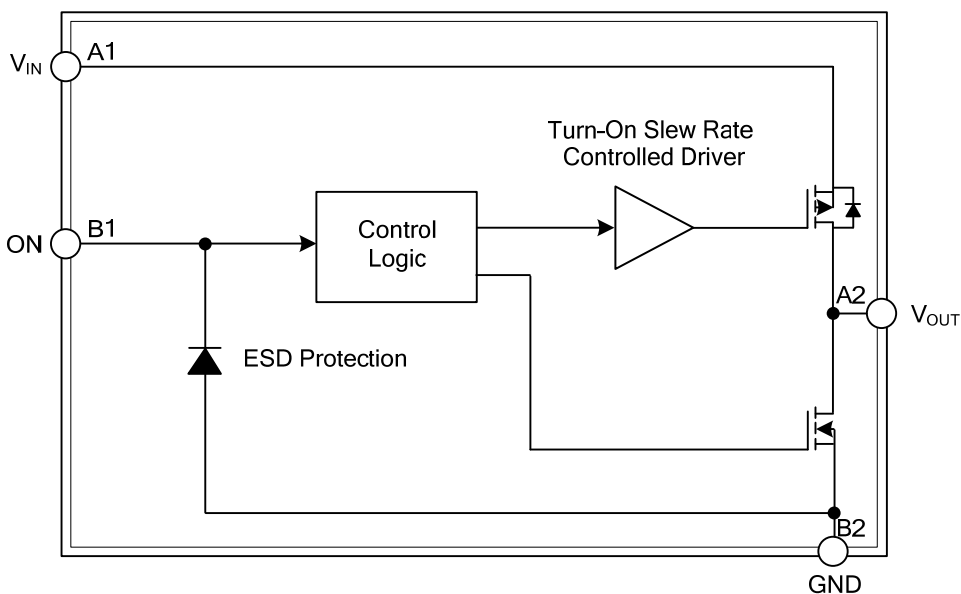 A1
VIN
Turn-On Slew Rate
Controlled Driver
B1
ON
Control
Logic
A2
VOUT
ESD Protection
B2
GND